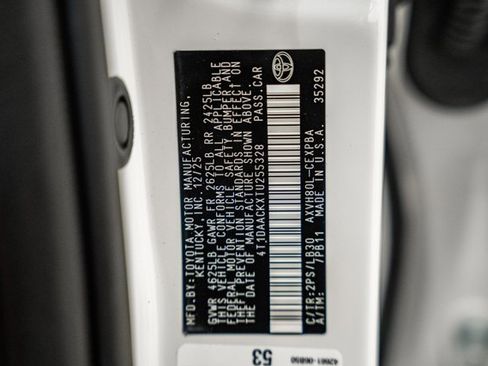 MFD.BY:TOYOTA MOTOR MANUFACTURING,
KENTUCKY,INC. 12/25
GVWR 4625LB GAWR FR 2625LB RR 2425LB
THIS VEHICLE CONFORMS TO ALL APPLICABLE
FEDERAL MOTOR VEHICLE SAFETY,BUMPER,AND
THEFT PREVENTION STANDARDS IN EFFECT ON
THE DATE OF MANUFACTURE SHOWN ABOVE.
4T1DAACKXTU255328 PASS.CAR
C/TR:2PS/LB30 AXVH80L-CEXPBA
A/TM: /PB11 MADE IN U.S.A. 35292
53